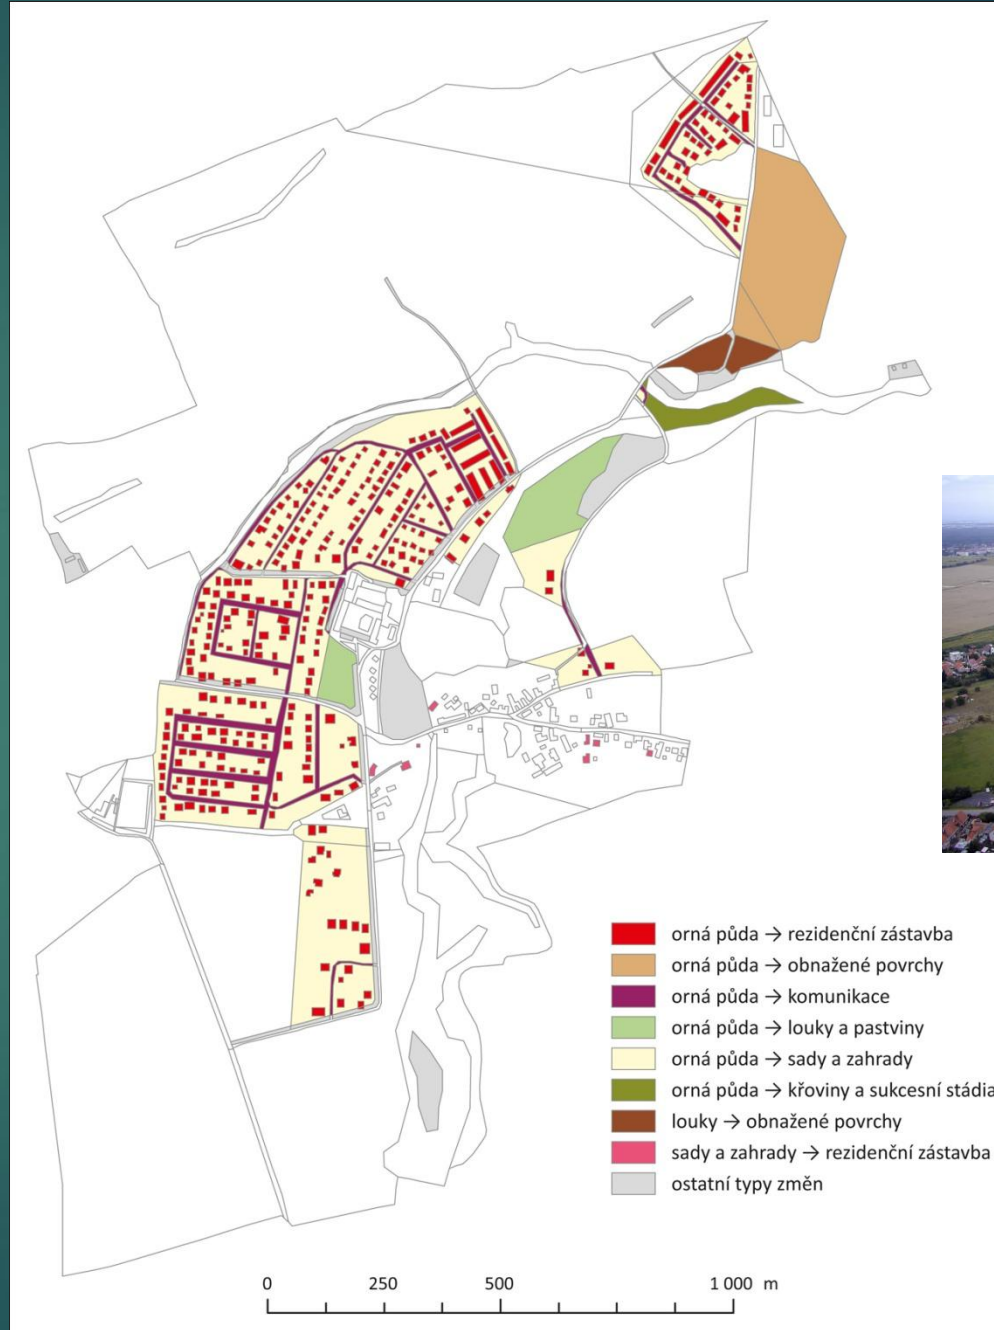 orná půda → rezidenční zástavba
orná půda → obnažené povrchy
orná půda → komunikace
orná půda → louky a pastviny
orná půda → sady a zahrady
orná půda → křoviny a sukcesní stádia
louky → obnažené povrchy
sady a zahrady → rezidenční zástavba
ostatní typy změn
0 250 500 1 000 m